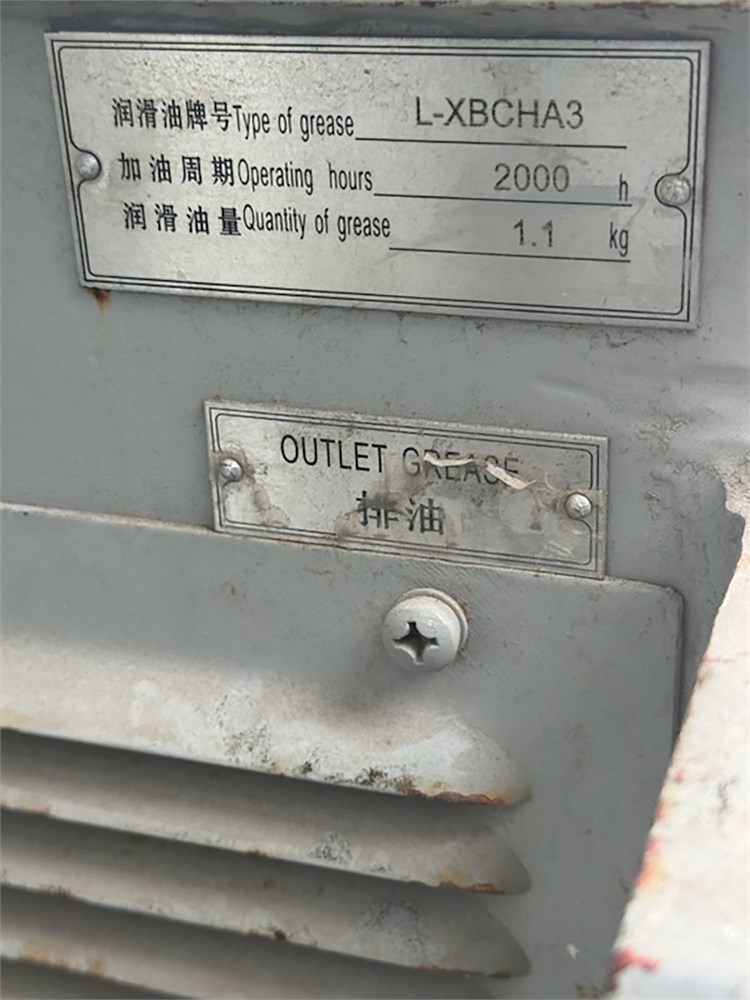 润滑油牌号Type of grease L-XBCHA3
加油周期Operating hours 2000 h
润滑油量Quantity of grease 1.1 kg
OUTLET GREASE
排油